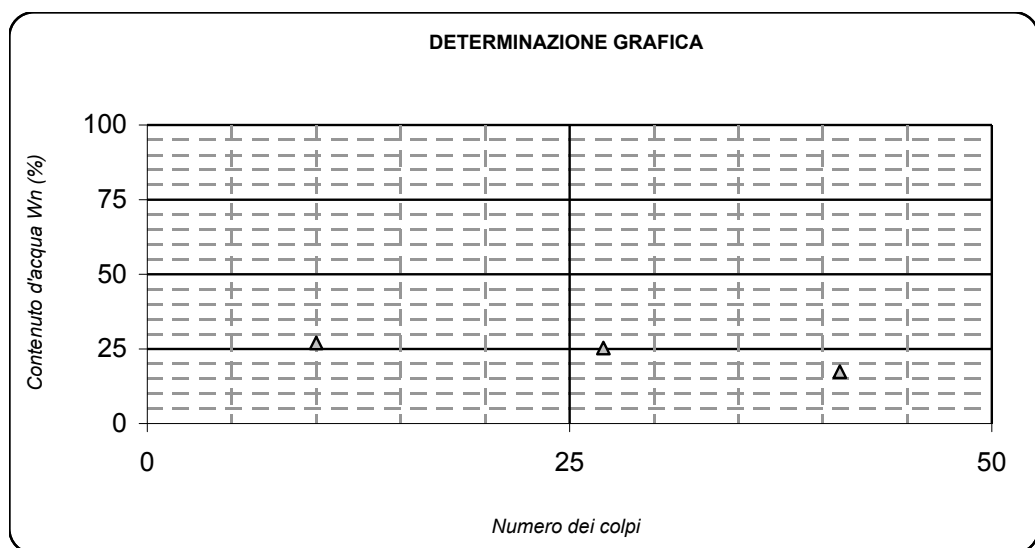 DETERMINAZIONE GRAFICA
Contenuto d'acqua Wn (%)
100
75
50
25
0
0 25 50
Numero dei colpi